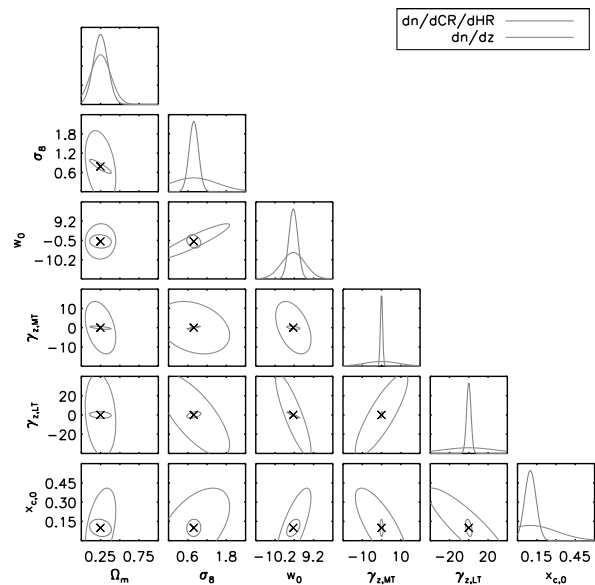 dn/dCR/dHR
dn/dz
σ8
1.8
1.2
0.6
w0
9.2
−0.5
−10.2
γz,MT
10
0
−10
γz,LT
20
0
−20
xc,0
0.45
0.30
0.15
0.25 0.75 0.6 1.8 −10.2 9.2 −10 10 −20 20 0.15 0.45
Ωm σ8 w0 γz,MT γz,LT xc,0